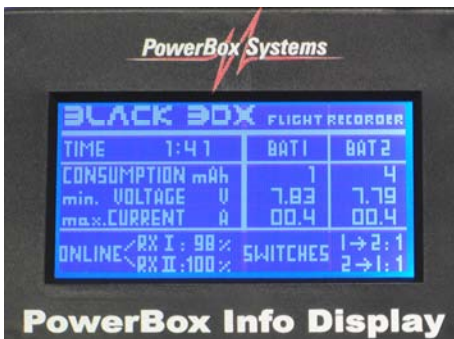 PowerBox Systems
BLACK BOX FLIGHT RECORDER
TIME 1:41 BAT1 BAT2
CONSUMPTION mAh 1 4
min. VOLTAGE V 7.83 7.79
max.CURRENT A 00.4 00.4
ONLINE RX I : 98% SWITCHES 1→2:1
RX II :100% 2→1:1
PowerBox Info Display